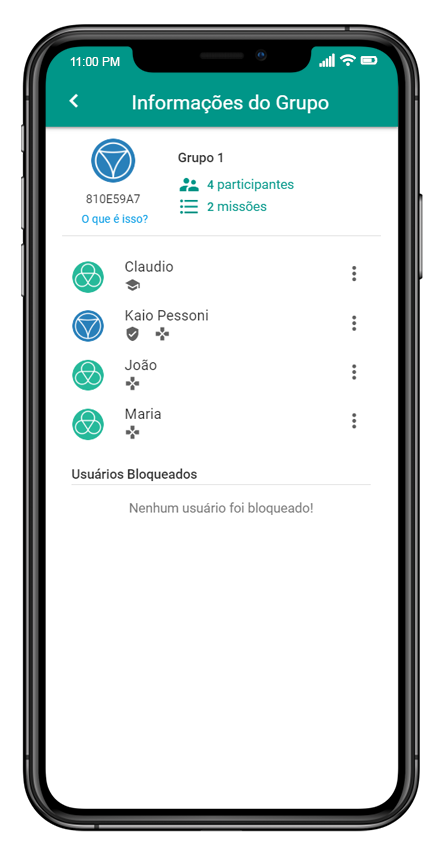 11:00 PM
Informações do Grupo
Grupo 1
810E59A7
O que é isso?
4 participantes
2 missões
Claudio
Kaio Pessoni
João
Maria
Usuários Bloqueados
Nenhum usuário foi bloqueado!